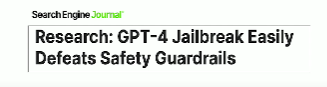 Search Engine Journal
Research: GPT-4 Jailbreak Easily
Defeats Safety Guardrails